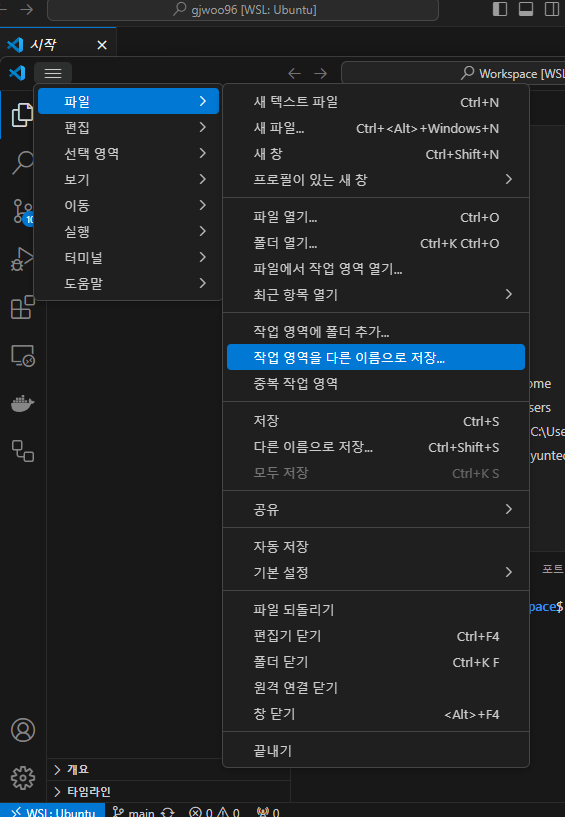 gjwoo96 [WSL: Ubuntu]
시작
Workspace [WSL
파일
편집
선택 영역
보기
이동
실행
터미널
도움말
새 텍스트 파일 Ctrl+N
새 파일... Ctrl+<Alt>+Windows+N
새 창 Ctrl+Shift+N
프로필이 있는 새 창
파일 열기... Ctrl+O
폴더 열기... Ctrl+K Ctrl+O
파일에서 작업 영역 열기...
최근 항목 열기
작업 영역에 폴더 추가...
작업 영역을 다른 이름으로 저장...
중복 작업 영역
저장 Ctrl+S
다른 이름으로 저장... Ctrl+Shift+S
모두 저장 Ctrl+K S
공유
자동 저장
기본 설정
파일 되돌리기
편집기 닫기 Ctrl+F4
폴더 닫기 Ctrl+K F
원격 연결 닫기
창 닫기 <Alt>+F4
끝내기
ome
sers
C:\Use
yunted
포트
pace$
개요
타임라인
WSL: Ubuntu main 0 0 0